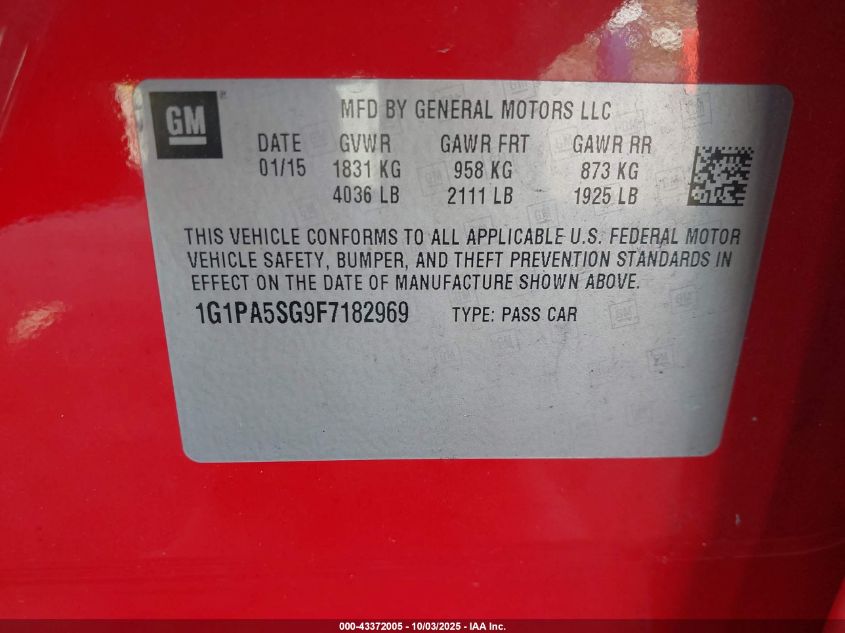 GM
MFD BY GENERAL MOTORS LLC
DATE GVWR GAWR FRT GAWR RR
01/15 1831 KG 958 KG 873 KG
4036 LB 2111 LB 1925 LB
THIS VEHICLE CONFORMS TO ALL APPLICABLE U.S. FEDERAL MOTOR
VEHICLE SAFETY, BUMPER, AND THEFT PREVENTION STANDARDS IN
EFFECT ON THE DATE OF MANUFACTURE SHOWN ABOVE.
1G1PA5SG9F7182969 TYPE: PASS CAR
000-43372005 - 10/03/2025 - IAA Inc.